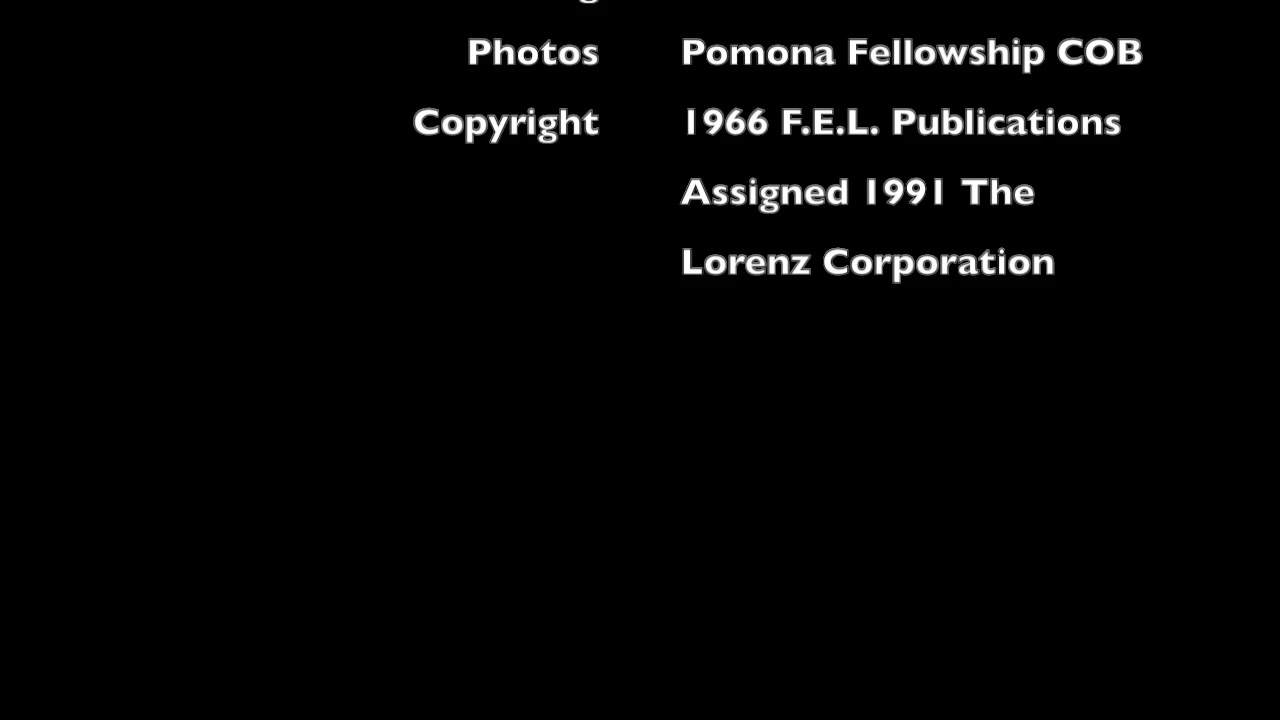 Photos Pomona Fellowship COB
Copyright 1966 F.E.L. Publications
Assigned 1991 The
Lorenz Corporation